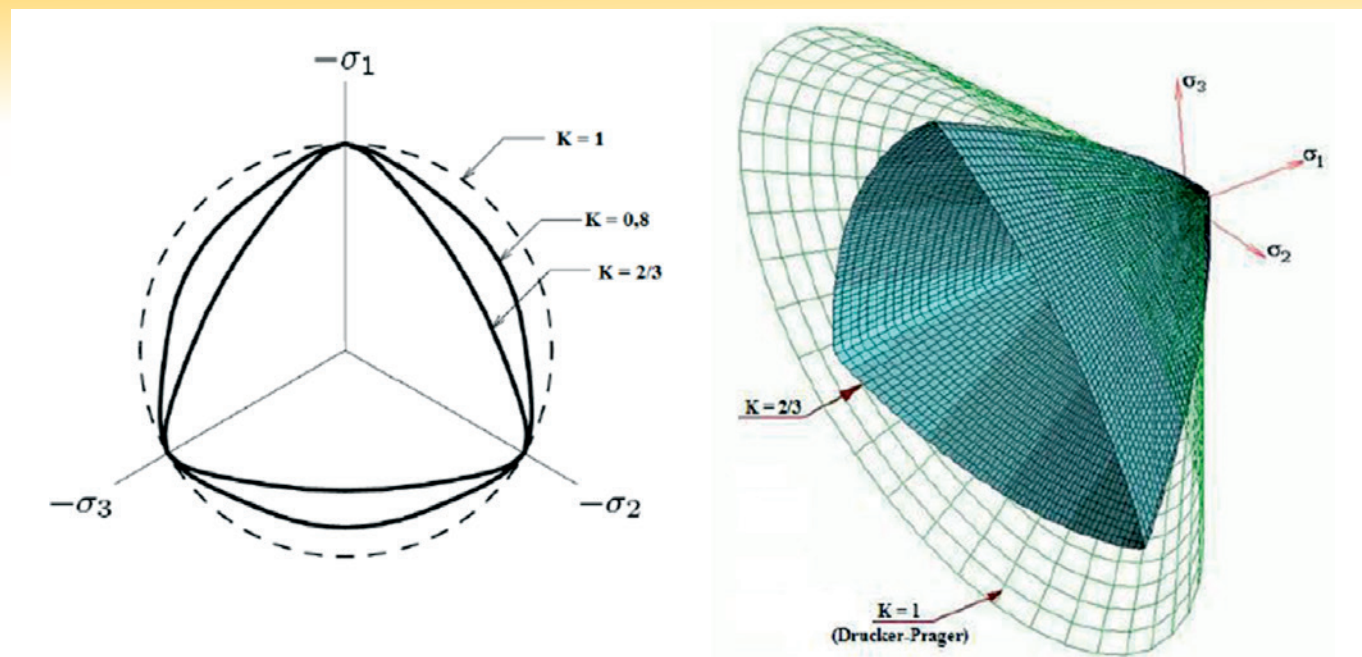 −σ₁
K = 1
K = 0,8
K = 2/3
−σ₃
−σ₂
σ₃
σ₁
σ₂
K = 2/3
K = 1
(Drucker-Prager)